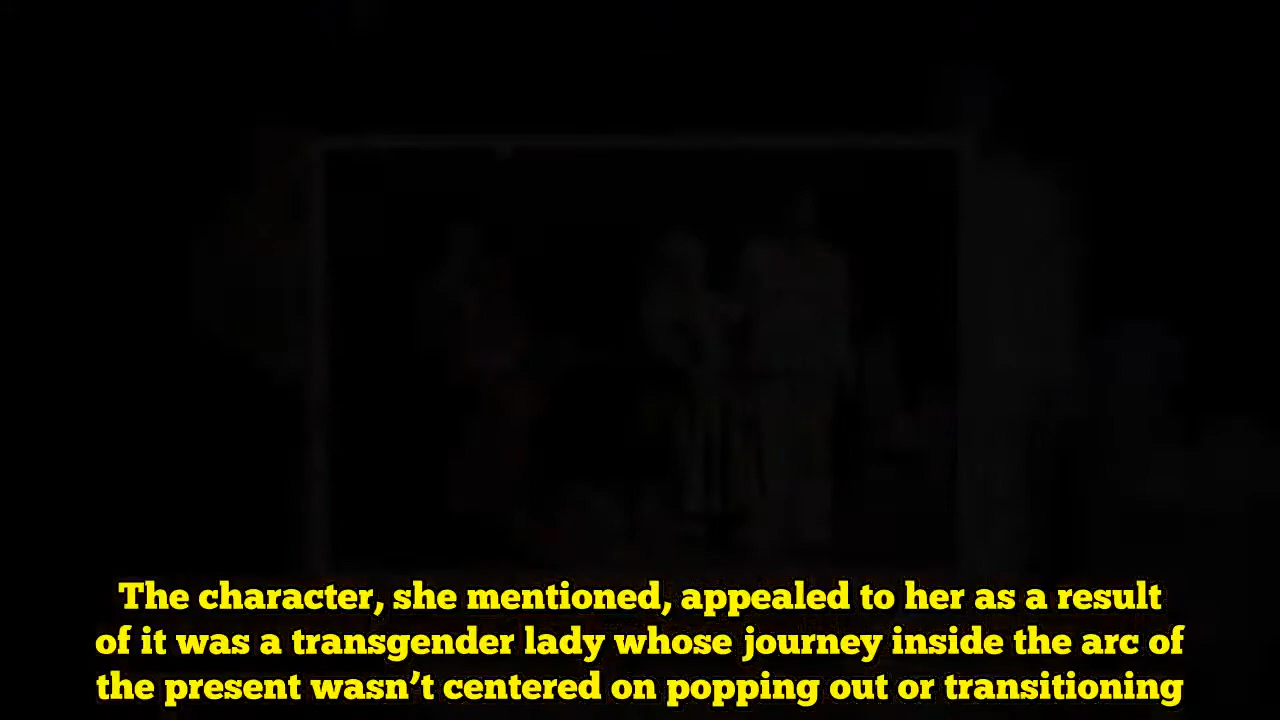 The character, she mentioned, appealed to her as a result
of it was a transgender lady whose journey inside the arc of
the present wasn’t centered on popping out or transitioning